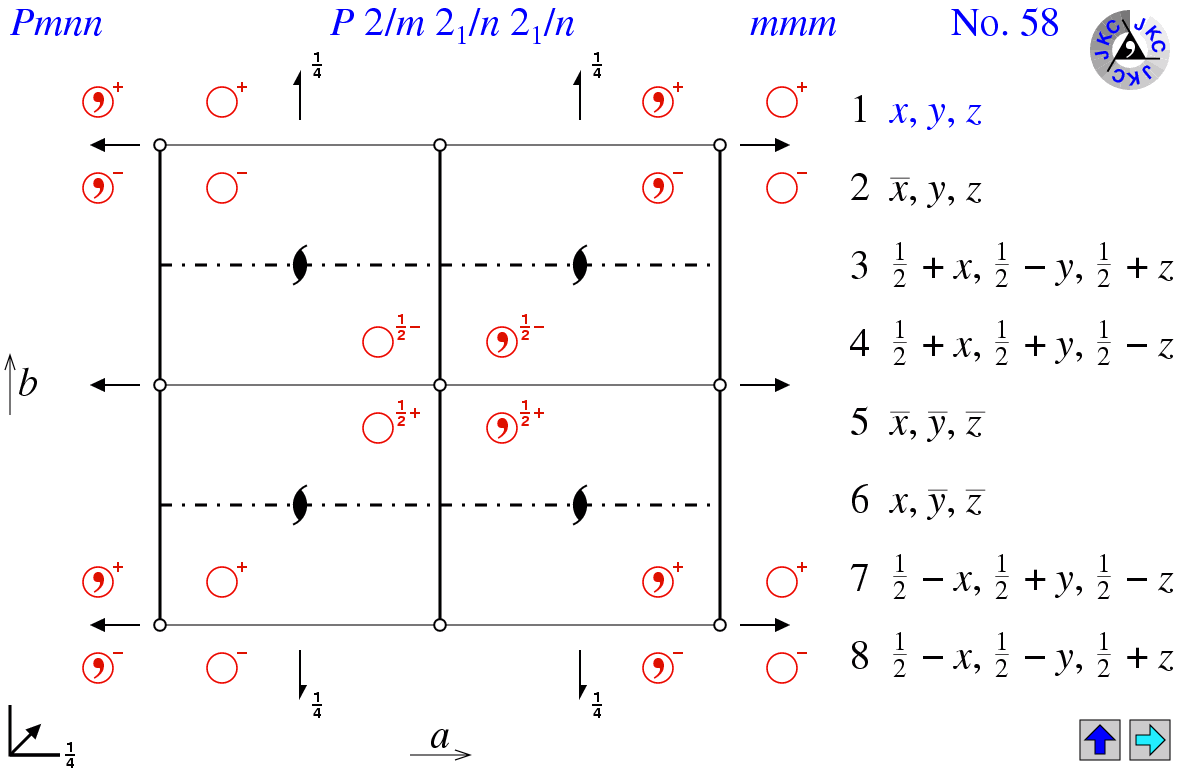 Pmnn P 2/m 2₁/n 2₁/n mmm No. 58
JKC JKC JKC
1/4 1/4
+ + + +
1 x, y, z
− − − −
2 x̅, y, z
3 1/2 + x, 1/2 − y, 1/2 + z
1/2 − 1/2 −
4 1/2 + x, 1/2 + y, 1/2 − z
b
1/2 + 1/2 +
5 x̅, y̅, z̅
6 x, y̅, z̅
+ + + +
7 1/2 − x, 1/2 + y, 1/2 − z
− − − −
8 1/2 − x, 1/2 − y, 1/2 + z
1/4 1/4
a
1/4